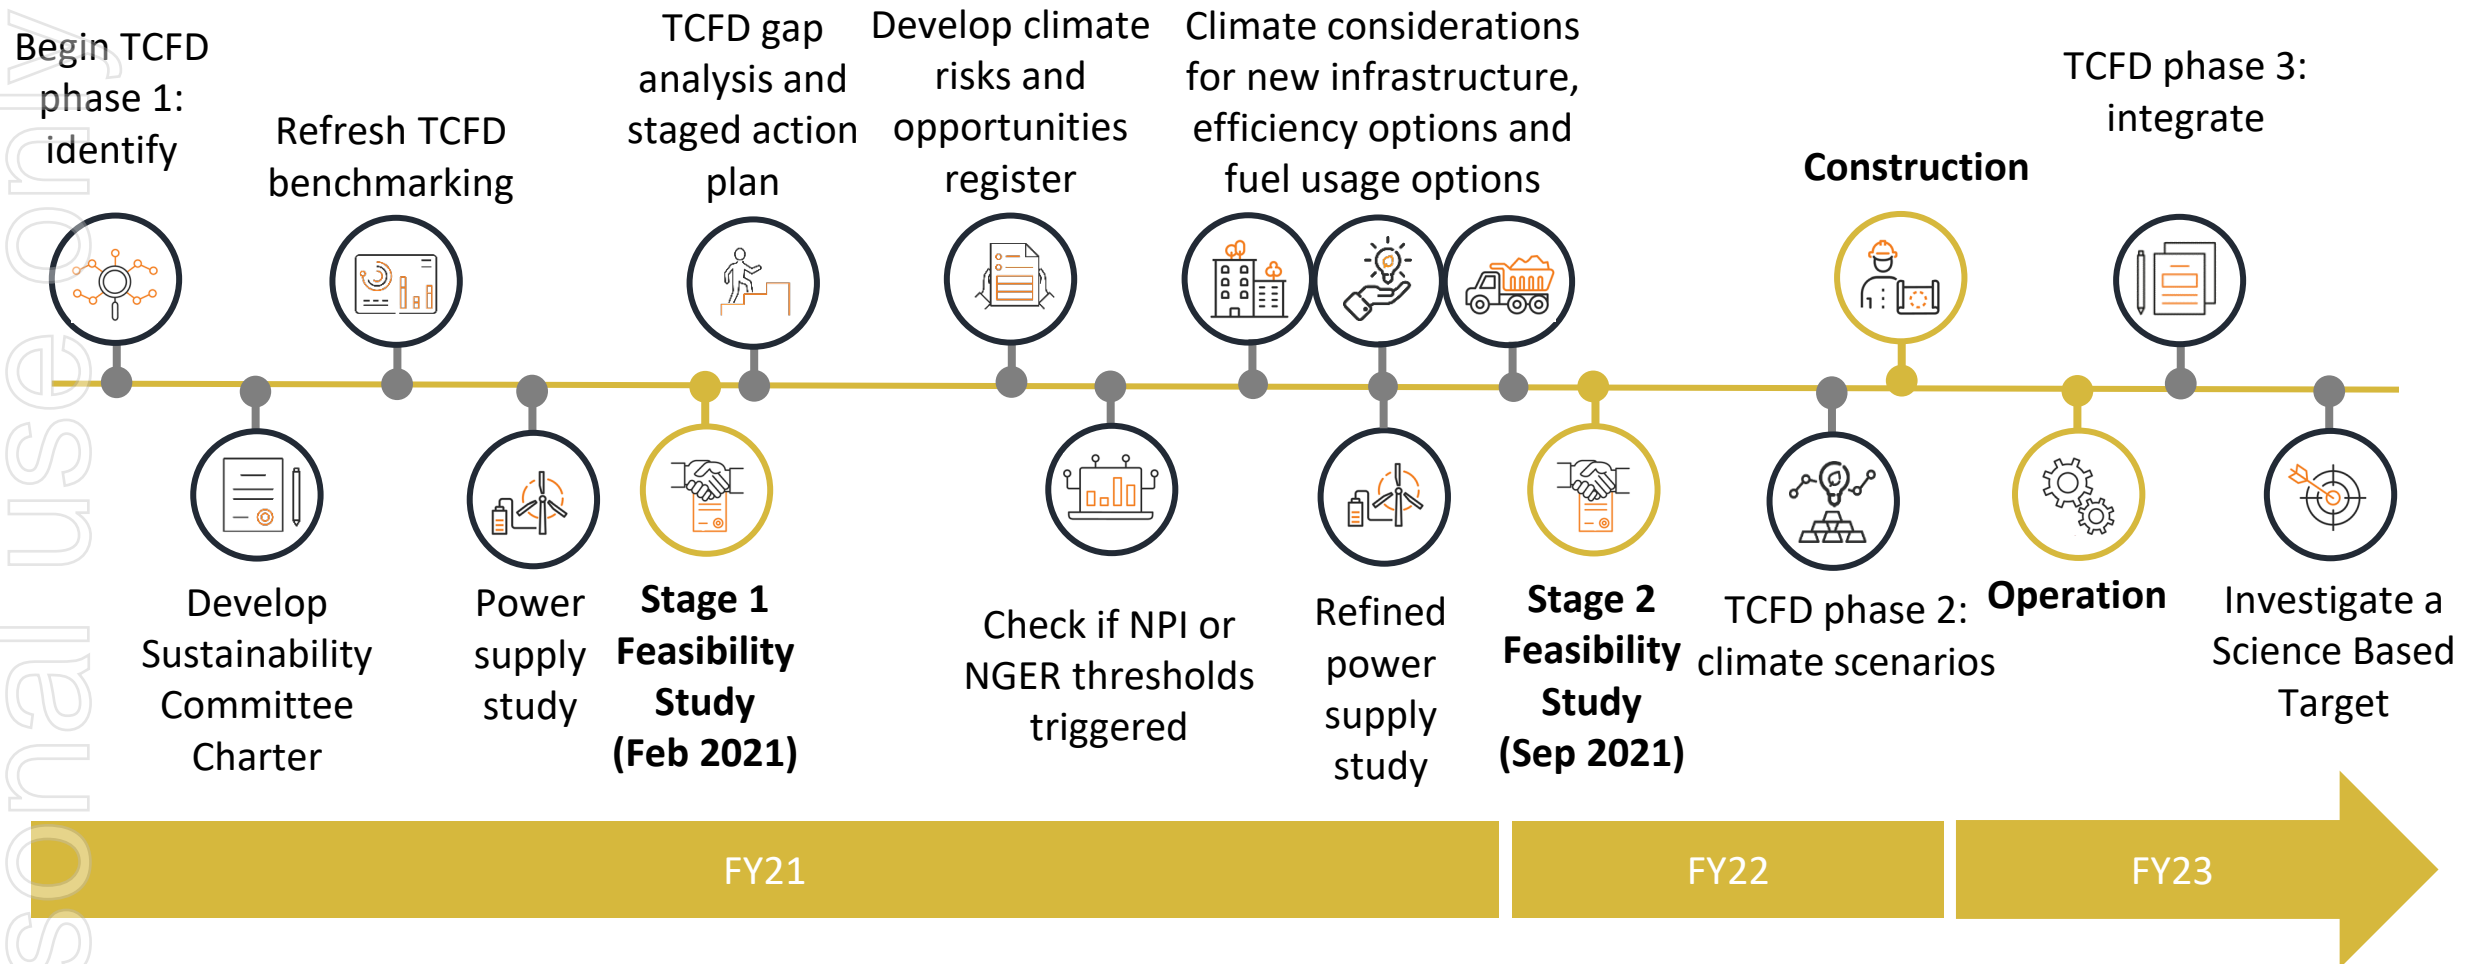 Begin TCFD
phase 1:
identify
Refresh TCFD
benchmarking
TCFD gap
analysis and
staged action
plan
Develop climate
risks and
opportunities
register
Climate considerations
for new infrastructure,
efficiency options and
fuel usage options
Construction
TCFD phase 3:
integrate
Develop
Sustainability
Committee
Charter
Power
supply
study
Stage 1
Feasibility
Study
(Feb 2021)
Check if NPI or
NGER thresholds
triggered
Refined
power
supply
study
Stage 2
Feasibility
Study
(Sep 2021)
TCFD phase 2:
climate scenarios
Operation
Investigate a
Science Based
Target
FY21
FY22
FY23
sonal use only